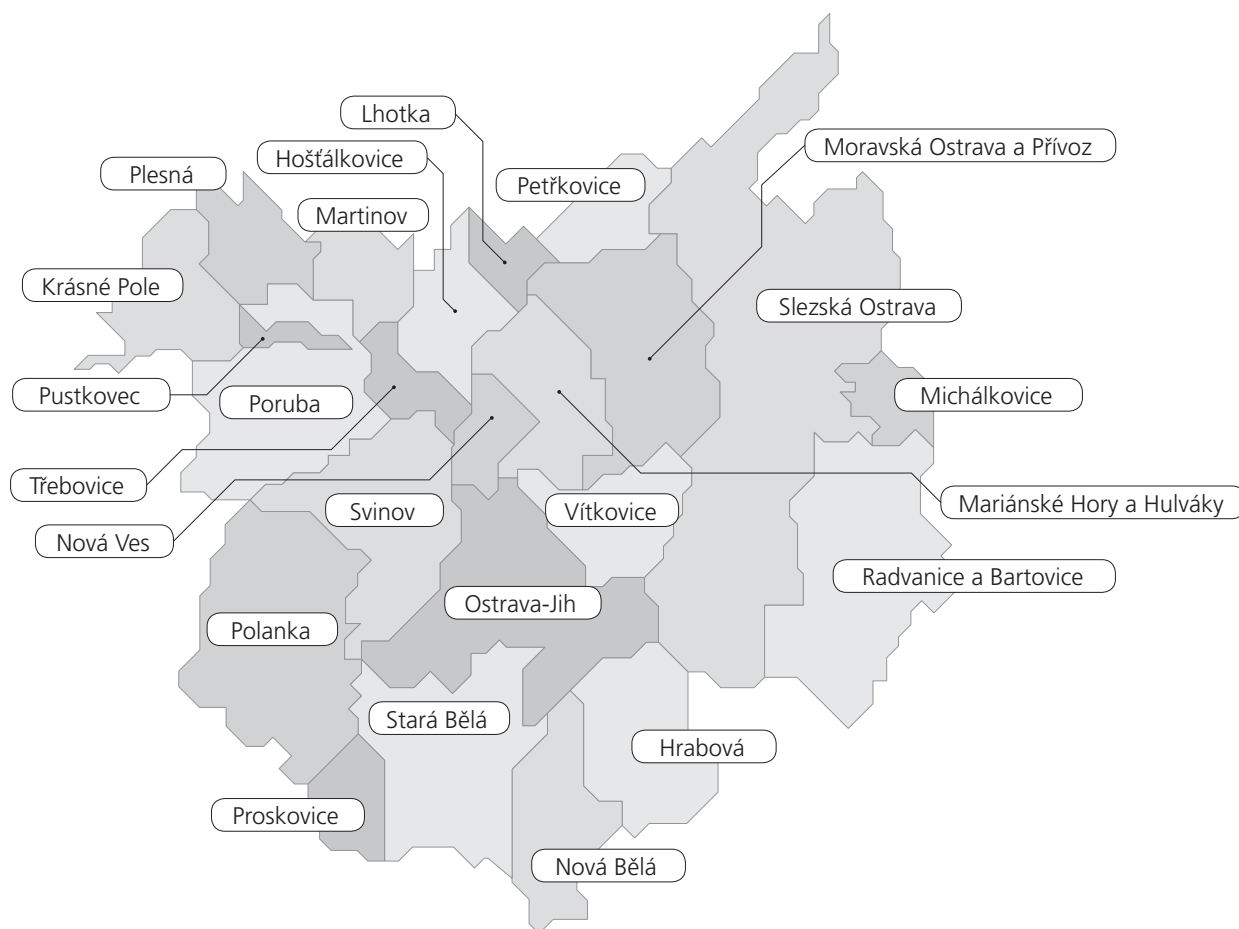 Lhotka
Moravská Ostrava a Přívoz
Hošťálkovice
Plesná
Petřkovice
Martinov
Krásné Pole
Slezská Ostrava
Pustkovec
Poruba
Michálkovice
Třebovice
Svinov
Vítkovice
Mariánské Hory a Hulváky
Nová Ves
Radvanice a Bartovice
Ostrava-Jih
Polanka
Stará Bělá
Hrabová
Proskovice
Nová Bělá